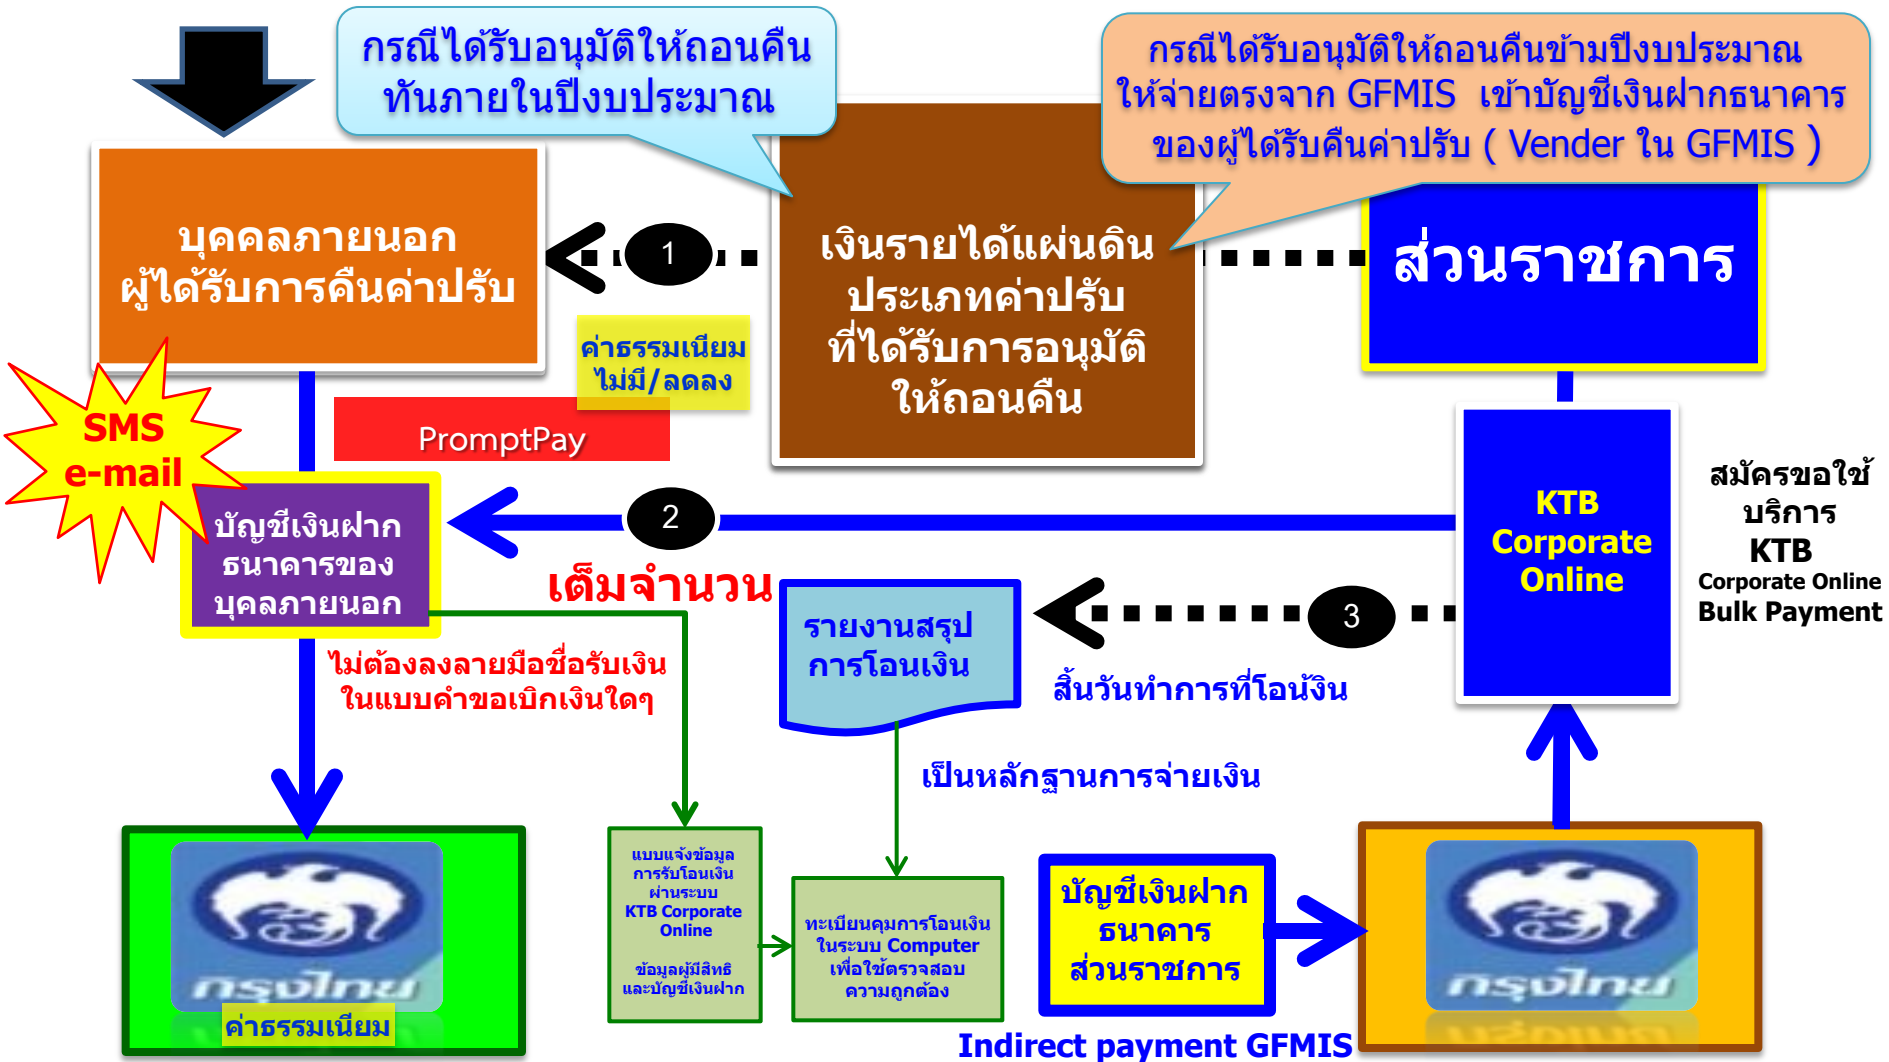 กรณีได้รับอนุมัติให้ถอนคืน
ทันภายในปีงบประมาณ
กรณีได้รับอนุมัติให้ถอนคืนข้ามปีงบประมาณ
ให้จ่ายตรงจาก GFMIS เข้าบัญชีเงินฝากธนาคาร
ของผู้ได้รับคืนค่าปรับ ( Vender ใน GFMIS )
บุคคลภายนอก
ผู้ได้รับการคืนค่าปรับ
1
เงินรายได้แผ่นดิน
ประเภทค่าปรับ
ที่ได้รับการอนุมัติ
ให้ถอนคืน
ส่วนราชการ
ค่าธรรมเนียม
ไม่มี/ลดลง
PromptPay
SMS
e-mail
บัญชีเงินฝาก
ธนาคารของ
บุคลภายนอก
2
เต็มจำนวน
KTB
Corporate
Online
สมัครขอใช้
บริการ
KTB
Corporate Online
Bulk Payment
3
รายงานสรุป
การโอนเงิน
สิ้นวันทำการที่โอน้งิน
ไม่ต้องลงลายมือชื่อรับเงิน
ในแบบคำขอเบิกเงินใดๆ
เป็นหลักฐานการจ่ายเงิน
แบบแจ้งข้อมูล
การรับโอนเงิน
ผ่านระบบ
KTB Corporate
Online
ข้อมูลผู้มีสิทธิ
และบัญชีเงินฝาก
ทะเบียนคุมการโอนเงิน
ในระบบ Computer
เพื่อใช้ตรวจสอบ
ความถูกต้อง
บัญชีเงินฝาก
ธนาคาร
ส่วนราชการ
Indirect payment GFMIS
กรุงไทย
ค่าธรรมเนียม
กรุงไทย